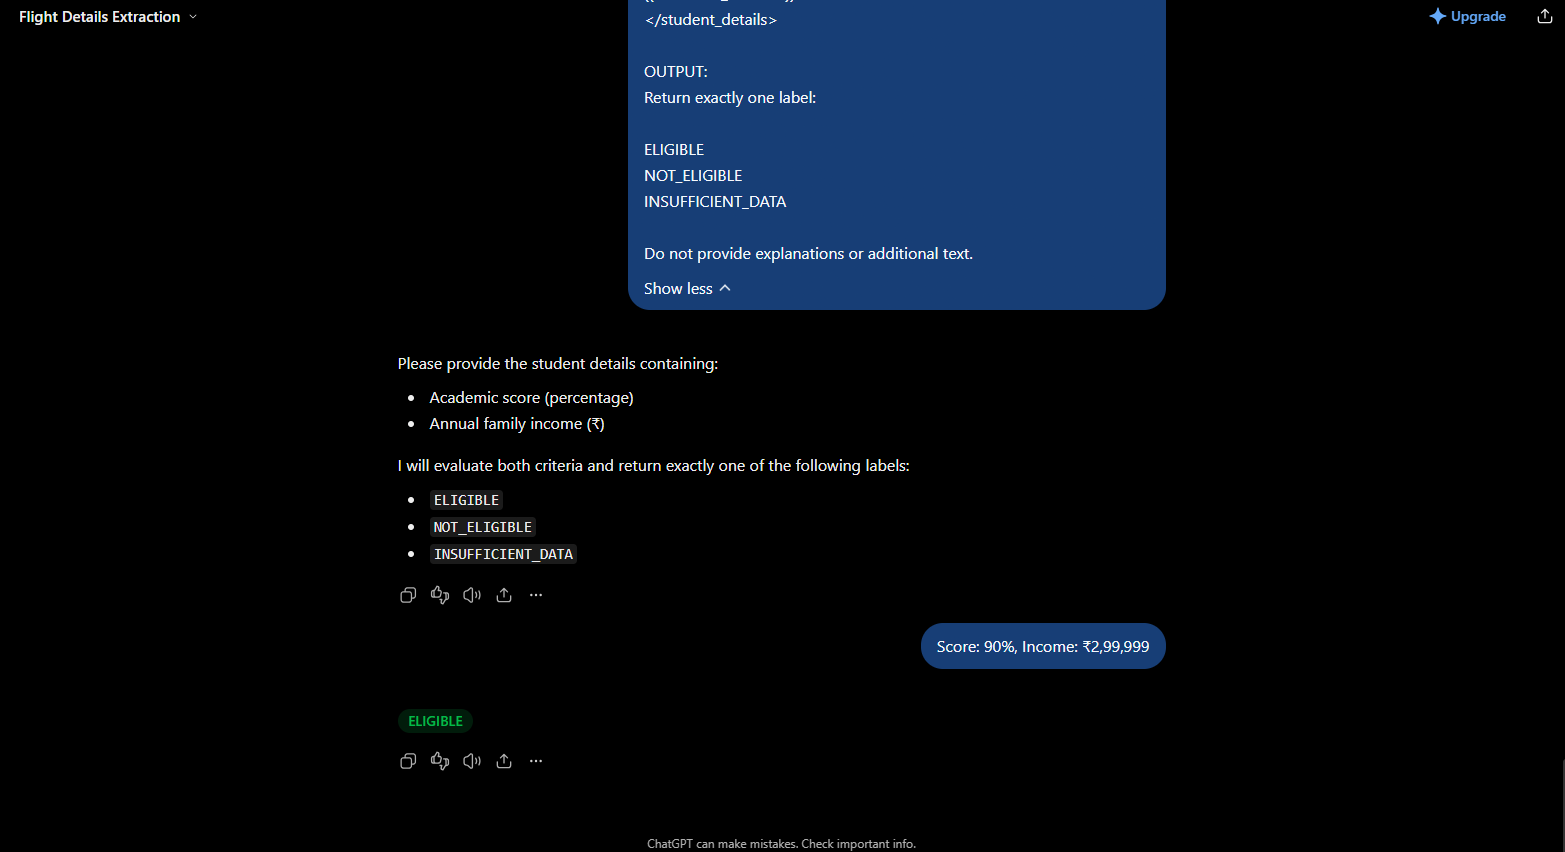 Flight Details Extraction
Upgrade
</student_details>
OUTPUT:
Return exactly one label:
ELIGIBLE
NOT_ELIGIBLE
INSUFFICIENT_DATA
Do not provide explanations or additional text.
Show less
Please provide the student details containing:
Academic score (percentage)
Annual family income (₹)
I will evaluate both criteria and return exactly one of the following labels:
ELIGIBLE
NOT_ELIGIBLE
INSUFFICIENT_DATA
Score: 90%, Income: ₹2,99,999
ELIGIBLE
ChatGPT can make mistakes. Check important info.